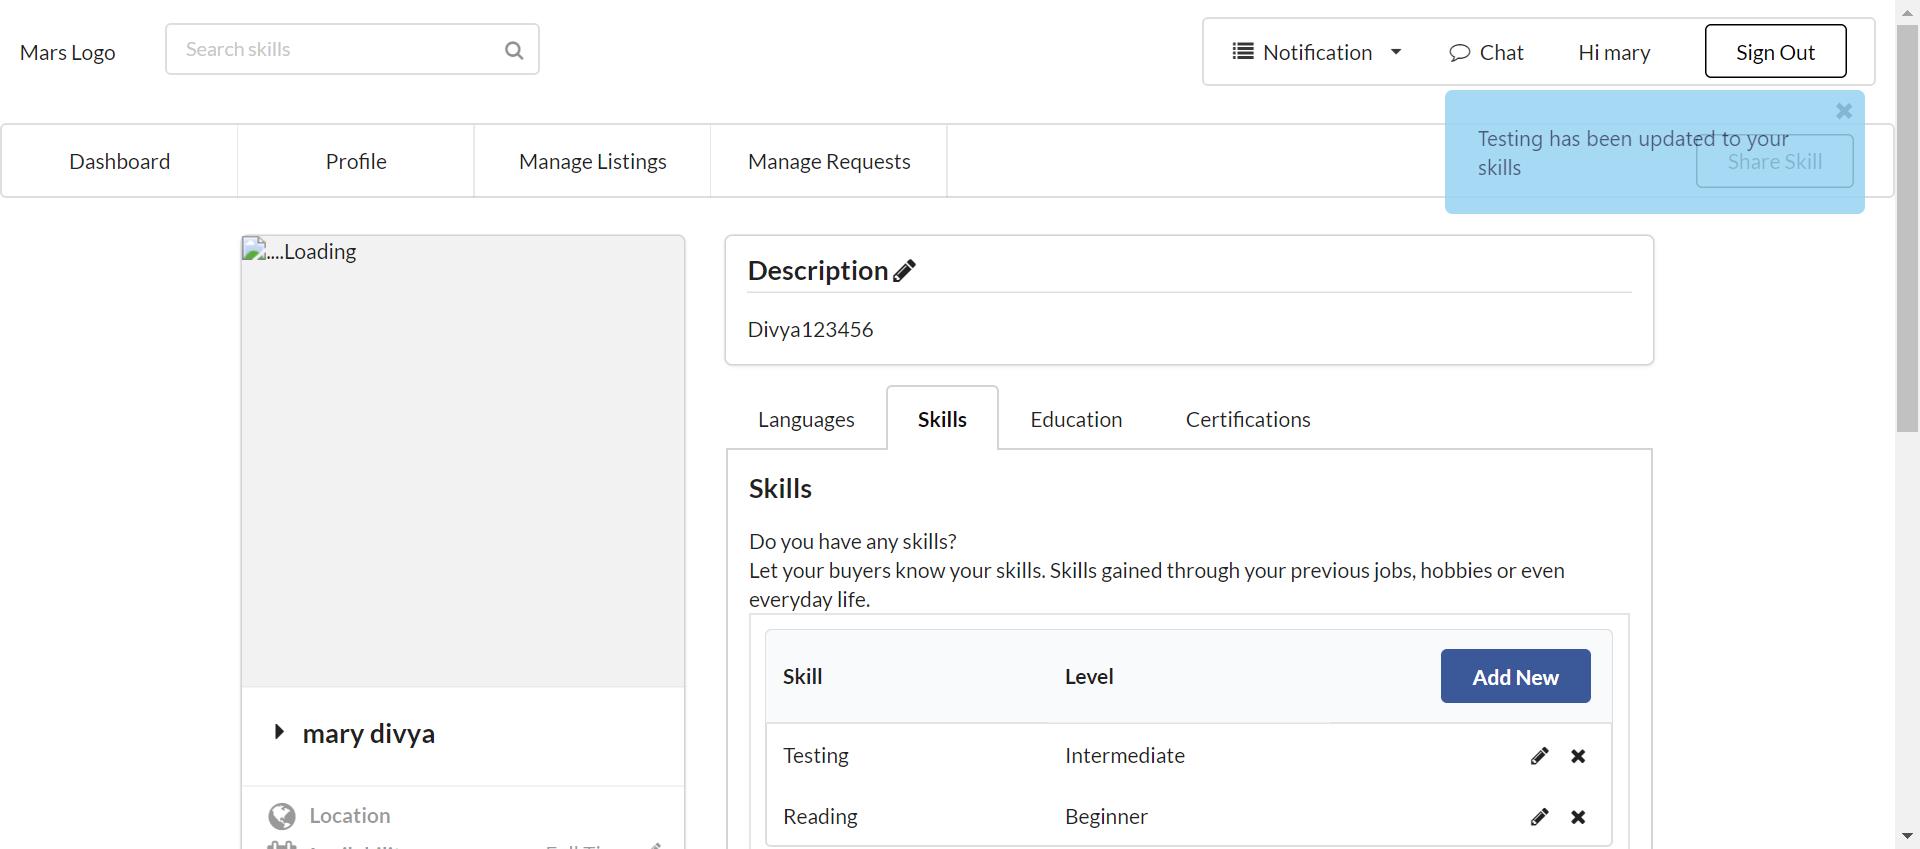 Mars Logo
Search skills
Notification
Chat
Hi mary
Sign Out
Dashboard
Profile
Manage Listings
Manage Requests
Share Skill
Testing has been updated to your
skills
....Loading
mary divya
Location
Description
Divya123456
Languages
Skills
Education
Certifications
Skills
Do you have any skills?
Let your buyers know your skills. Skills gained through your previous jobs, hobbies or even
everyday life.
Skill Level Add New
Testing Intermediate
Reading Beginner